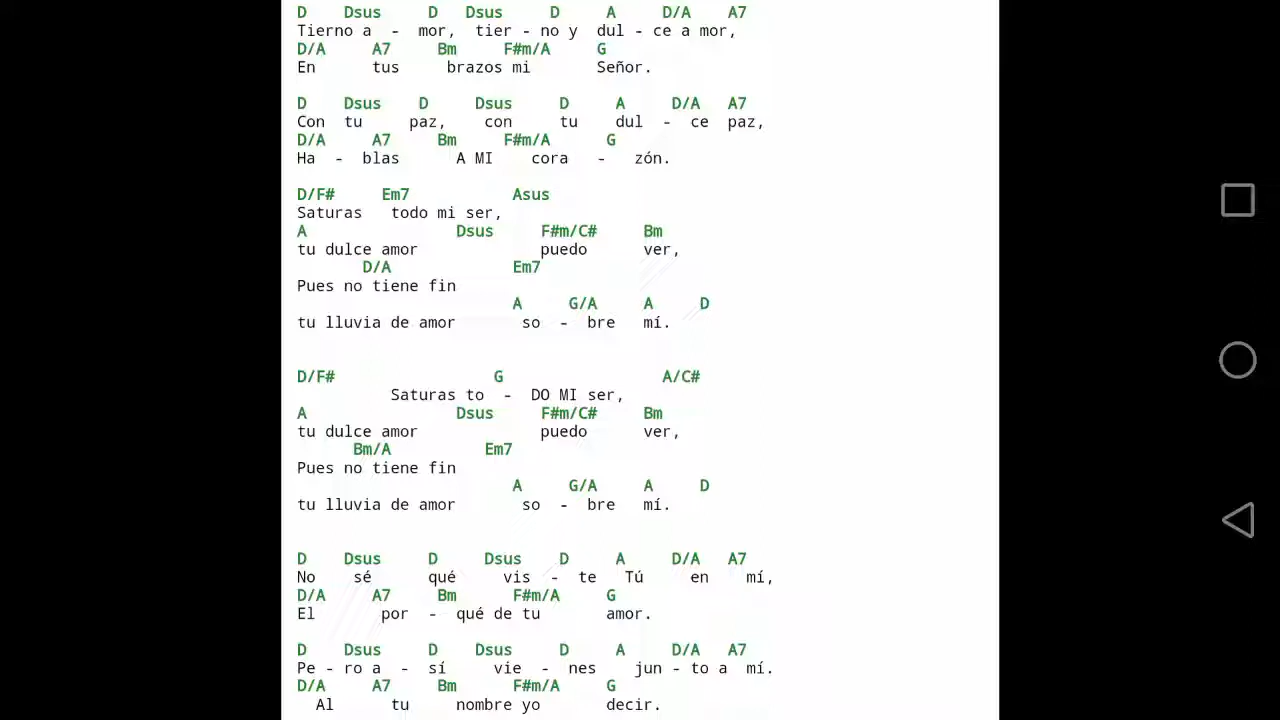 D    Dsus     D   Dsus     D     A     D/A    A7
Tierno a  -  mor,  tier - no y  dul - ce a mor,
D/A     A7     Bm     F#m/A     G
En      tus     brazos mi       Señor.
D    Dsus    D     Dsus     D     A     D/A   A7
Con  tu     paz,    con     tu    dul  -  ce  paz,
D/A     A7     Bm     F#m/A      G
Ha  -  blas      A MI    cora   -   zón.
D/F#     Em7           Asus
Saturas   todo mi ser,
A                Dsus     F#m/C#     Bm
tu dulce amor             puedo      ver,
       D/A             Em7
Pues no tiene fin
                       A     G/A     A     D
tu lluvia de amor       so  -  bre   mí.
D/F#                 G                 A/C#
          Saturas to  -  DO MI ser,
A                Dsus     F#m/C#     Bm
tu dulce amor             puedo      ver,
      Bm/A          Em7
Pues no tiene fin
                       A     G/A     A     D
tu lluvia de amor       so  -  bre   mí.
D    Dsus     D     Dsus    D     A     D/A   A7
No    sé      qué     vis  -  te   Tú     en    mí,
D/A     A7     Bm      F#m/A     G
El       por  -  qué de tu       amor.
D    Dsus     D    Dsus     D     A     D/A   A7
Pe - ro a  -  sí     vie  -  nes    jun - to a  mí.
D/A     A7     Bm      F#m/A     G
  Al      tu     nombre yo       decir.